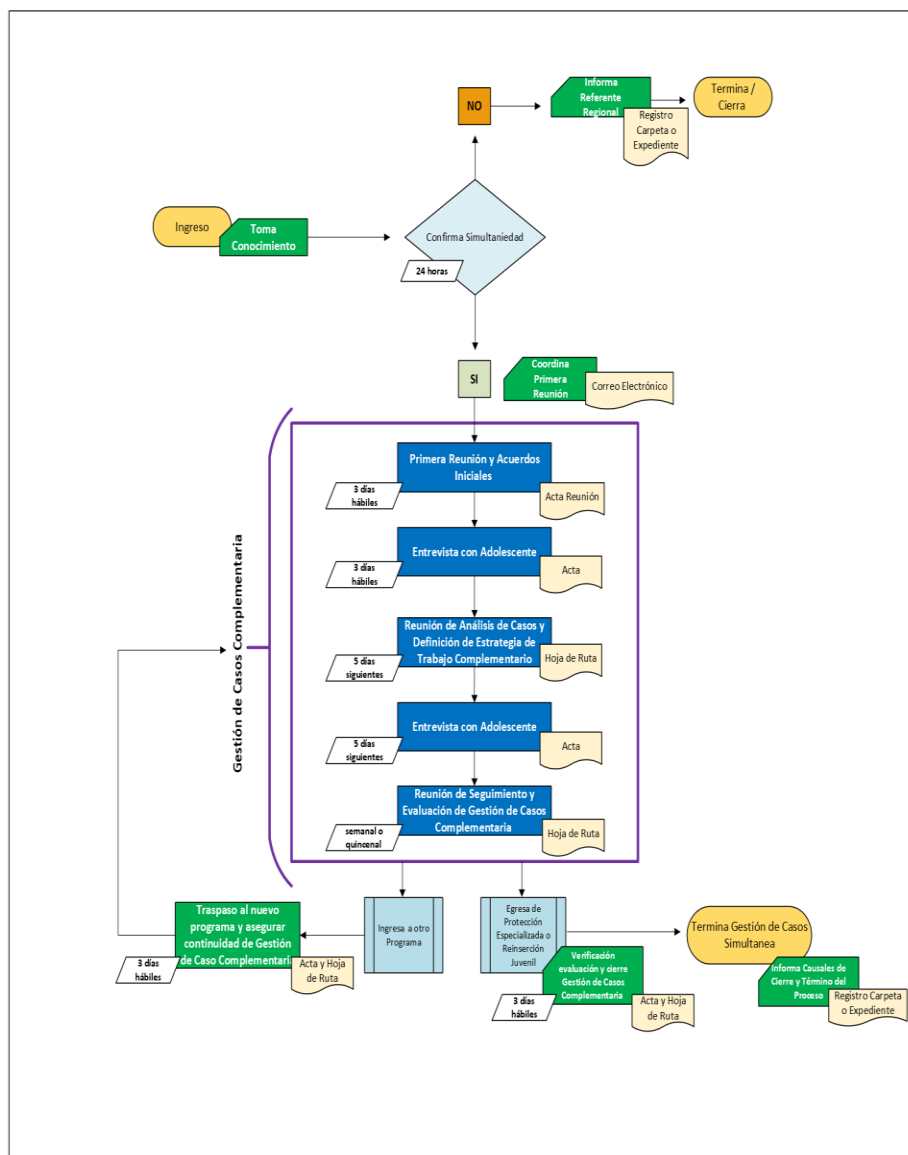 Informa
Referente
Regional
NO
Termina /
Cierra
Registro
Carpeta o
Expediente
Ingreso
Toma
Conocimiento
Confirma Simultaniedad
24 horas
SI
Coordina
Primera
Reunión
Correo Electrónico
Gestión de Casos Complementaria
Primera Reunión y Acuerdos
Iniciales
3 días
hábiles
Acta Reunión
Entrevista con Adolescente
3 días
hábiles
Acta
Reunión de Análisis de Casos y
Definición de Estrategia de
Trabajo Complementario
5 días
siguientes
Hoja de Ruta
Entrevista con Adolescente
5 días
siguientes
Acta
Reunión de Seguimiento y
Evaluación de Gestión de Casos
Complementaria
semanal o
quincenal
Hoja de Ruta
Traspaso al nuevo
programa y asegurar
continuidad de Gestión
de Caso Complementaria
3 días
hábiles
Acta y Hoja
de Ruta
Ingresa a otro
Programa
Egresa de
Protección
Especializada o
Reinserción
Juvenil
Verificación
evaluación y cierre
Gestión de Casos
Complementaria
3 días
hábiles
Acta y Hoja
de Ruta
Termina Gestión de Casos
Simultanea
Informa Causales de
Cierre y Término del
Proceso
Registro Carpeta
o Expediente